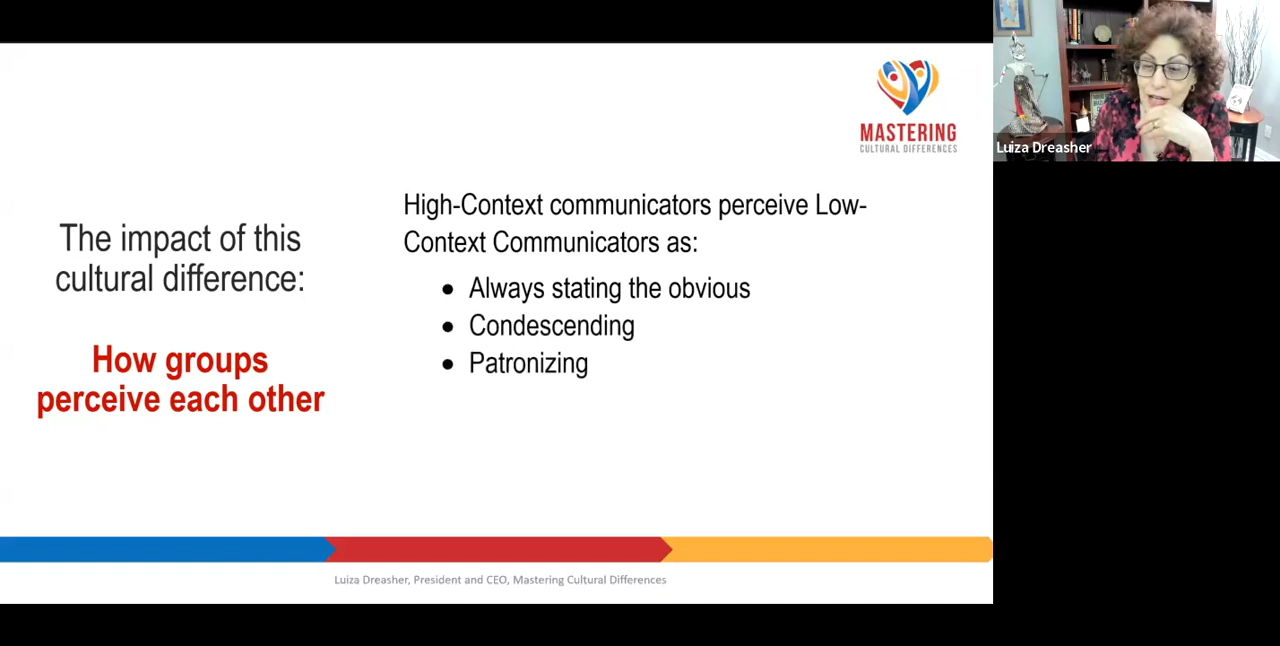 MASTERING
CULTURAL DIFFERENCES
Luiza Dreasher
The impact of this
cultural difference:
How groups
perceive each other
High-Context communicators perceive Low-
Context Communicators as:
• Always stating the obvious
• Condescending
• Patronizing
Luiza Dreasher, President and CEO, Mastering Cultural Differences